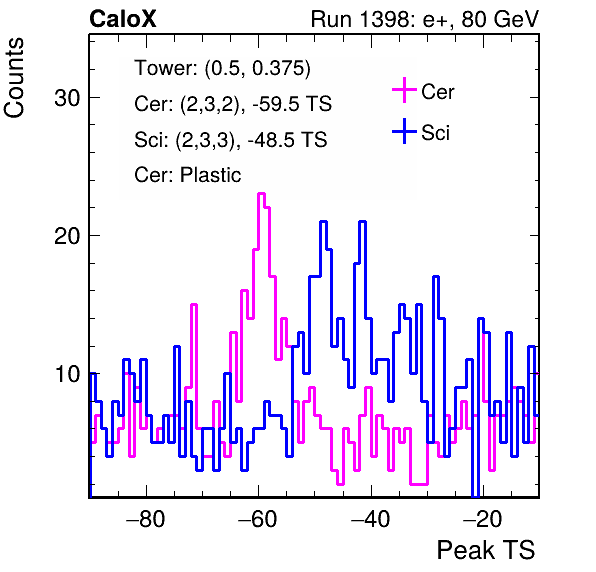 CaloX Run 1398: e+, 80 GeV
Counts
Tower: (0.5, 0.375)
Cer: (2,3,2), -59.5 TS
Sci: (2,3,3), -48.5 TS
Cer: Plastic
Cer
Sci
30
20
10
−80 −60 −40 −20
Peak TS